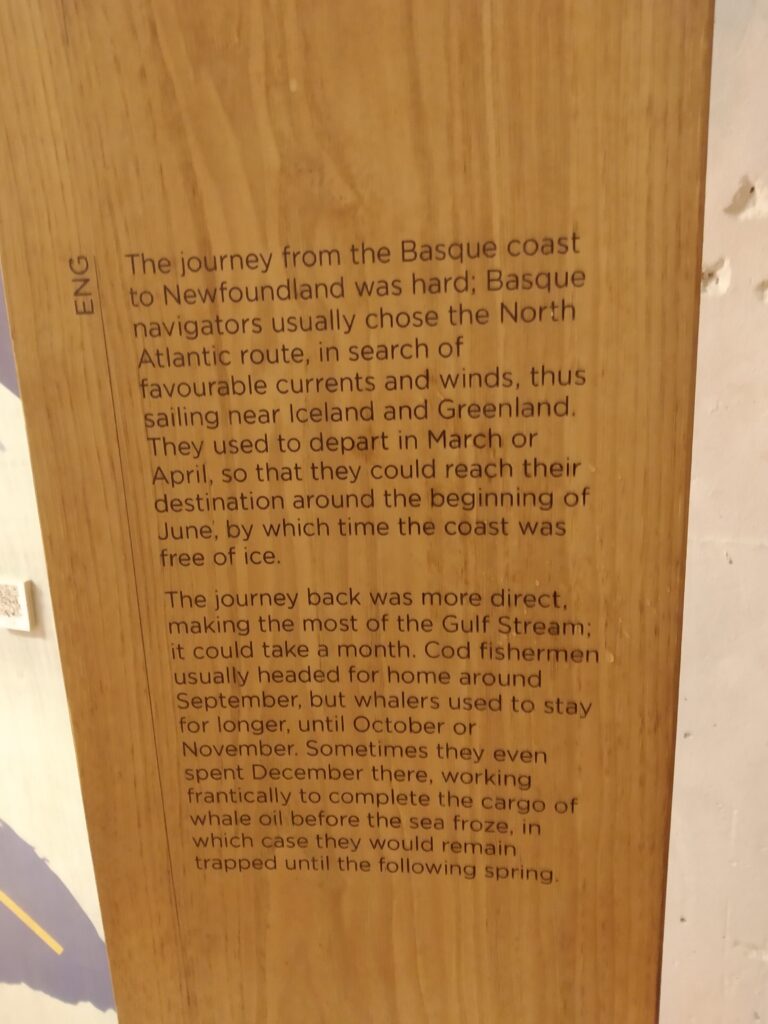 ENG
The journey from the Basque coast
to Newfoundland was hard; Basque
navigators usually chose the North
Atlantic route, in search of
favourable currents and winds, thus
sailing near Iceland and Greenland.
They used to depart in March or
April, so that they could reach their
destination around the beginning of
June, by which time the coast was
free of ice.
The journey back was more direct,
making the most of the Gulf Stream;
it could take a month. Cod fishermen
usually headed for home around
September, but whalers used to stay
for longer, until October or
November. Sometimes they even
spent December there, working
frantically to complete the cargo of
whale oil before the sea froze, in
which case they would remain
trapped until the following spring.